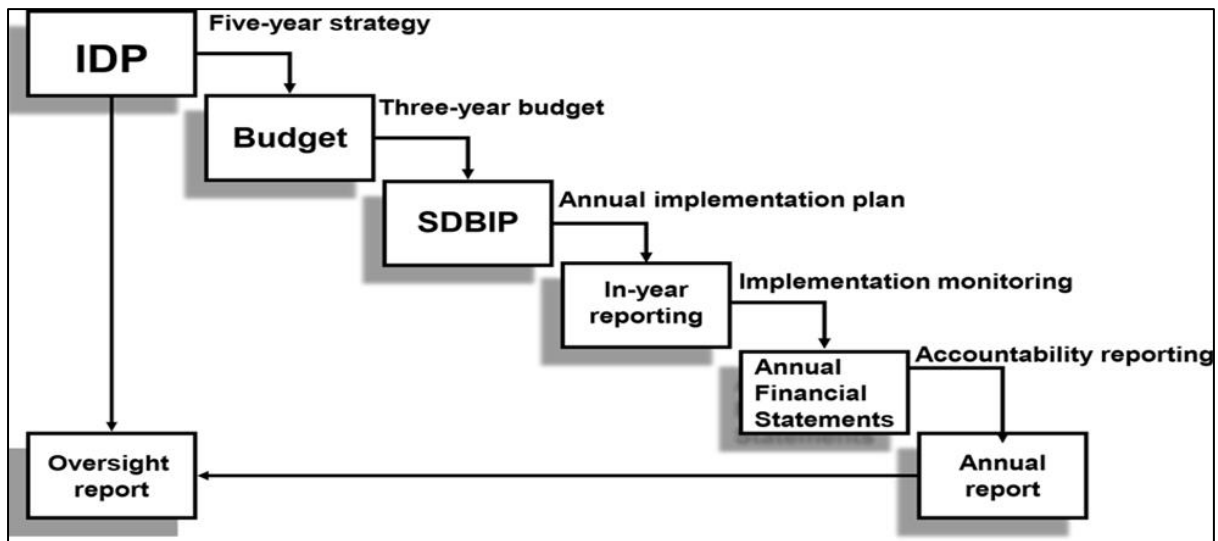 Five-year strategy
IDP
Three-year budget
Budget
Annual implementation plan
SDBIP
In-year
reporting
Implementation monitoring
Annual
Financial
Statements
Accountability reporting
Oversight
report
Annual
report